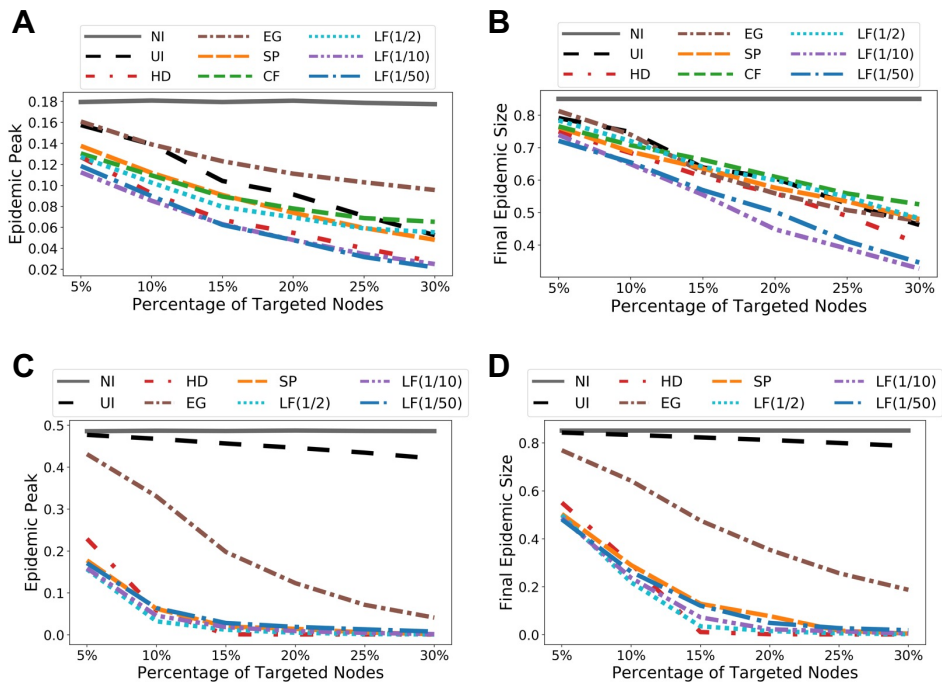 A
NI EG LF(1/2)
UI SP LF(1/10)
HD CF LF(1/50)
0.18
0.16
0.14
0.12
0.10
0.08
0.06
0.04
0.02
Epidemic Peak
5% 10% 15% 20% 25% 30%
Percentage of Targeted Nodes
B
NI EG LF(1/2)
UI SP LF(1/10)
HD CF LF(1/50)
0.8
0.7
0.6
0.5
0.4
Final Epidemic Size
5% 10% 15% 20% 25% 30%
Percentage of Targeted Nodes
C
NI HD SP LF(1/10)
UI EG LF(1/2) LF(1/50)
0.5
0.4
0.3
0.2
0.1
0.0
Epidemic Peak
5% 10% 15% 20% 25% 30%
Percentage of Targeted Nodes
D
NI HD SP LF(1/10)
UI EG LF(1/2) LF(1/50)
0.8
0.6
0.4
0.2
0.0
Final Epidemic Size
5% 10% 15% 20% 25% 30%
Percentage of Targeted Nodes